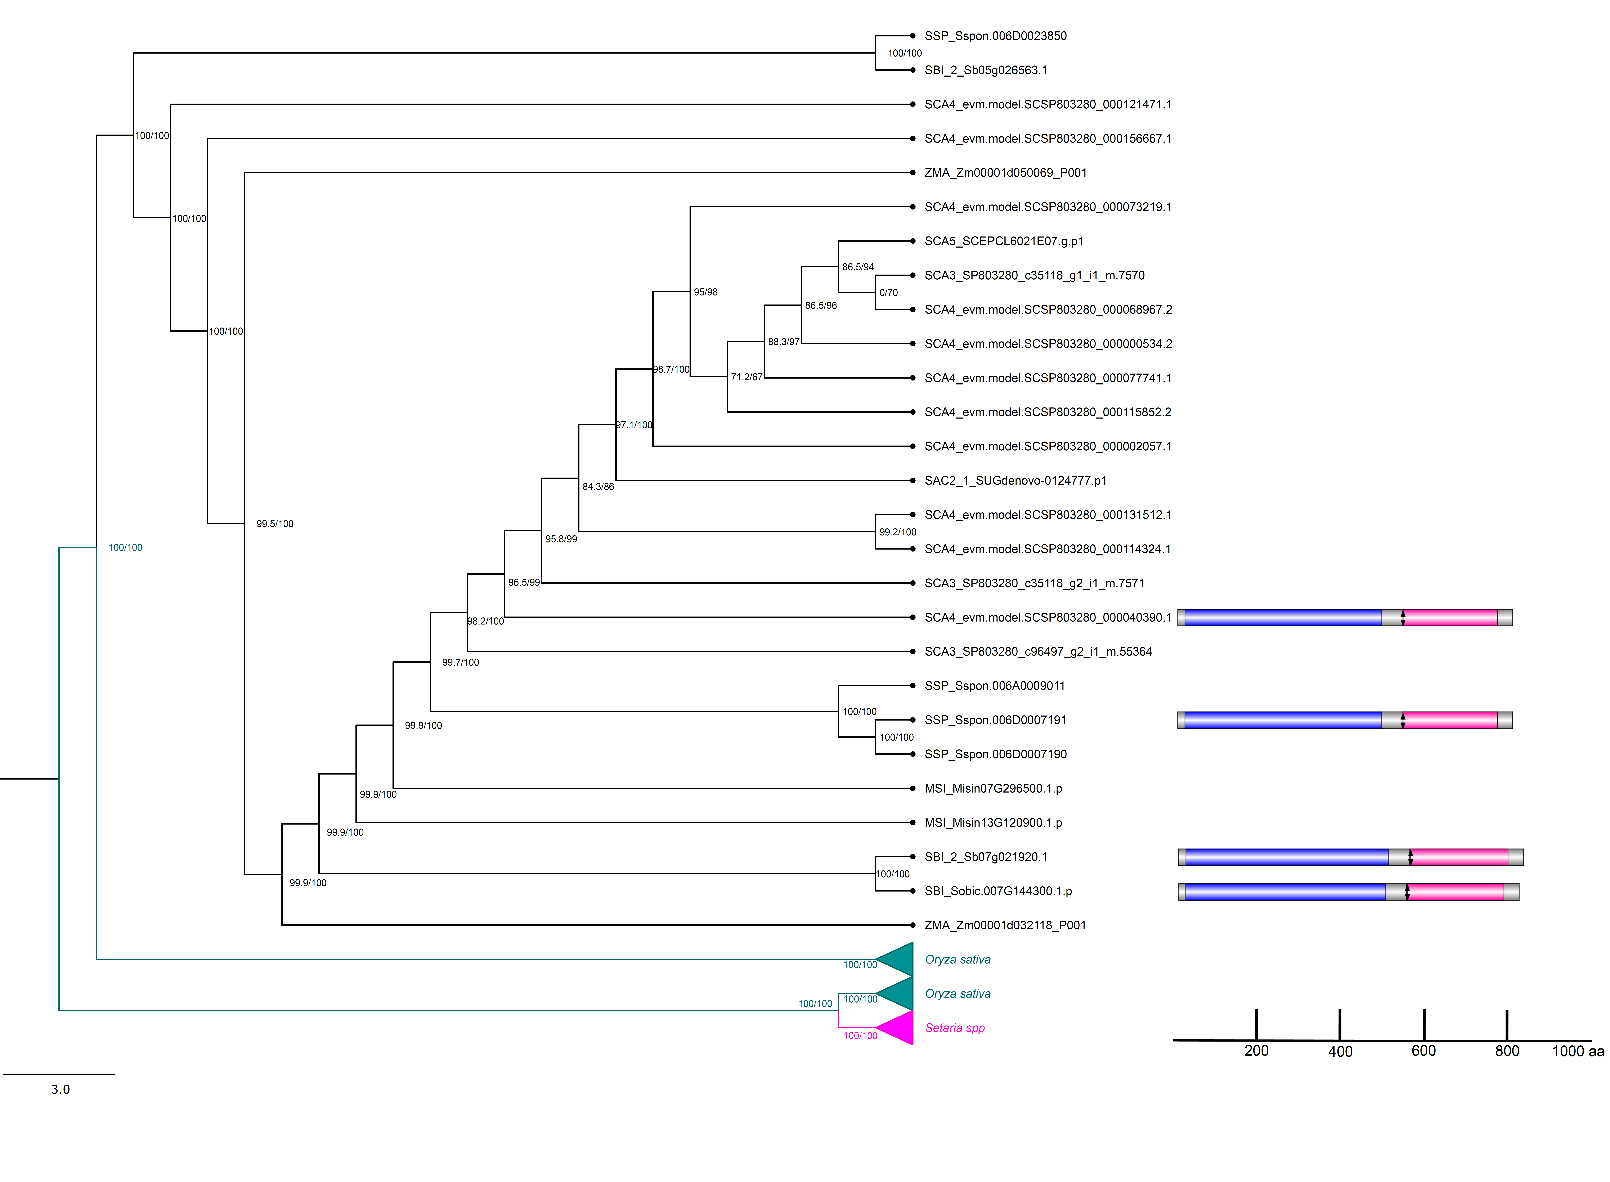 SSP_Sspon.006D0023850
100/100
SBI_2_Sb05g026563.1
SCA4_evm.model.SCSP803280_000121471.1
100/100
SCA4_evm.model.SCSP803280_000156667.1
ZMA_Zm00001d050069_P001
SCA4_evm.model.SCSP803280_000073219.1
100/100
SCA5_SCEPCL6021E07.g.p1
86.5/94
SCA3_SP803280_c35118_g1_i1_m.7570
95/98
0/70
86.5/96
SCA4_evm.model.SCSP803280_000068967.2
100/100
88.3/97
SCA4_evm.model.SCSP803280_000000534.2
98.7/100
71.2/67
SCA4_evm.model.SCSP803280_000077741.1
SCA4_evm.model.SCSP803280_000115852.2
97.1/100
SCA4_evm.model.SCSP803280_000002057.1
SAC2_1_SUGdenovo-0124777.p1
84.3/86
SCA4_evm.model.SCSP803280_000131512.1
99.5/100
99.2/100
95.8/99
SCA4_evm.model.SCSP803280_000114324.1
100/100
96.5/99
SCA3_SP803280_c35118_g2_i1_m.7571
SCA4_evm.model.SCSP803280_000040390.1
98.2/100
SCA3_SP803280_c96497_g2_i1_m.55364
99.7/100
SSP_Sspon.006A0009011
100/100
SSP_Sspon.006D0007191
99.9/100
100/100
SSP_Sspon.006D0007190
MSI_Misin07G296500.1.p
99.9/100
MSI_Misin13G120900.1.p
99.9/100
SBI_2_Sb07g021920.1
100/100
99.9/100
SBI_Sobic.007G144300.1.p
ZMA_Zm00001d032118_P001
Oryza sativa
100/100
Oryza sativa
100/100
100/100
Setaria spp
100/100
200 400 600 800 1000 aa
3.0